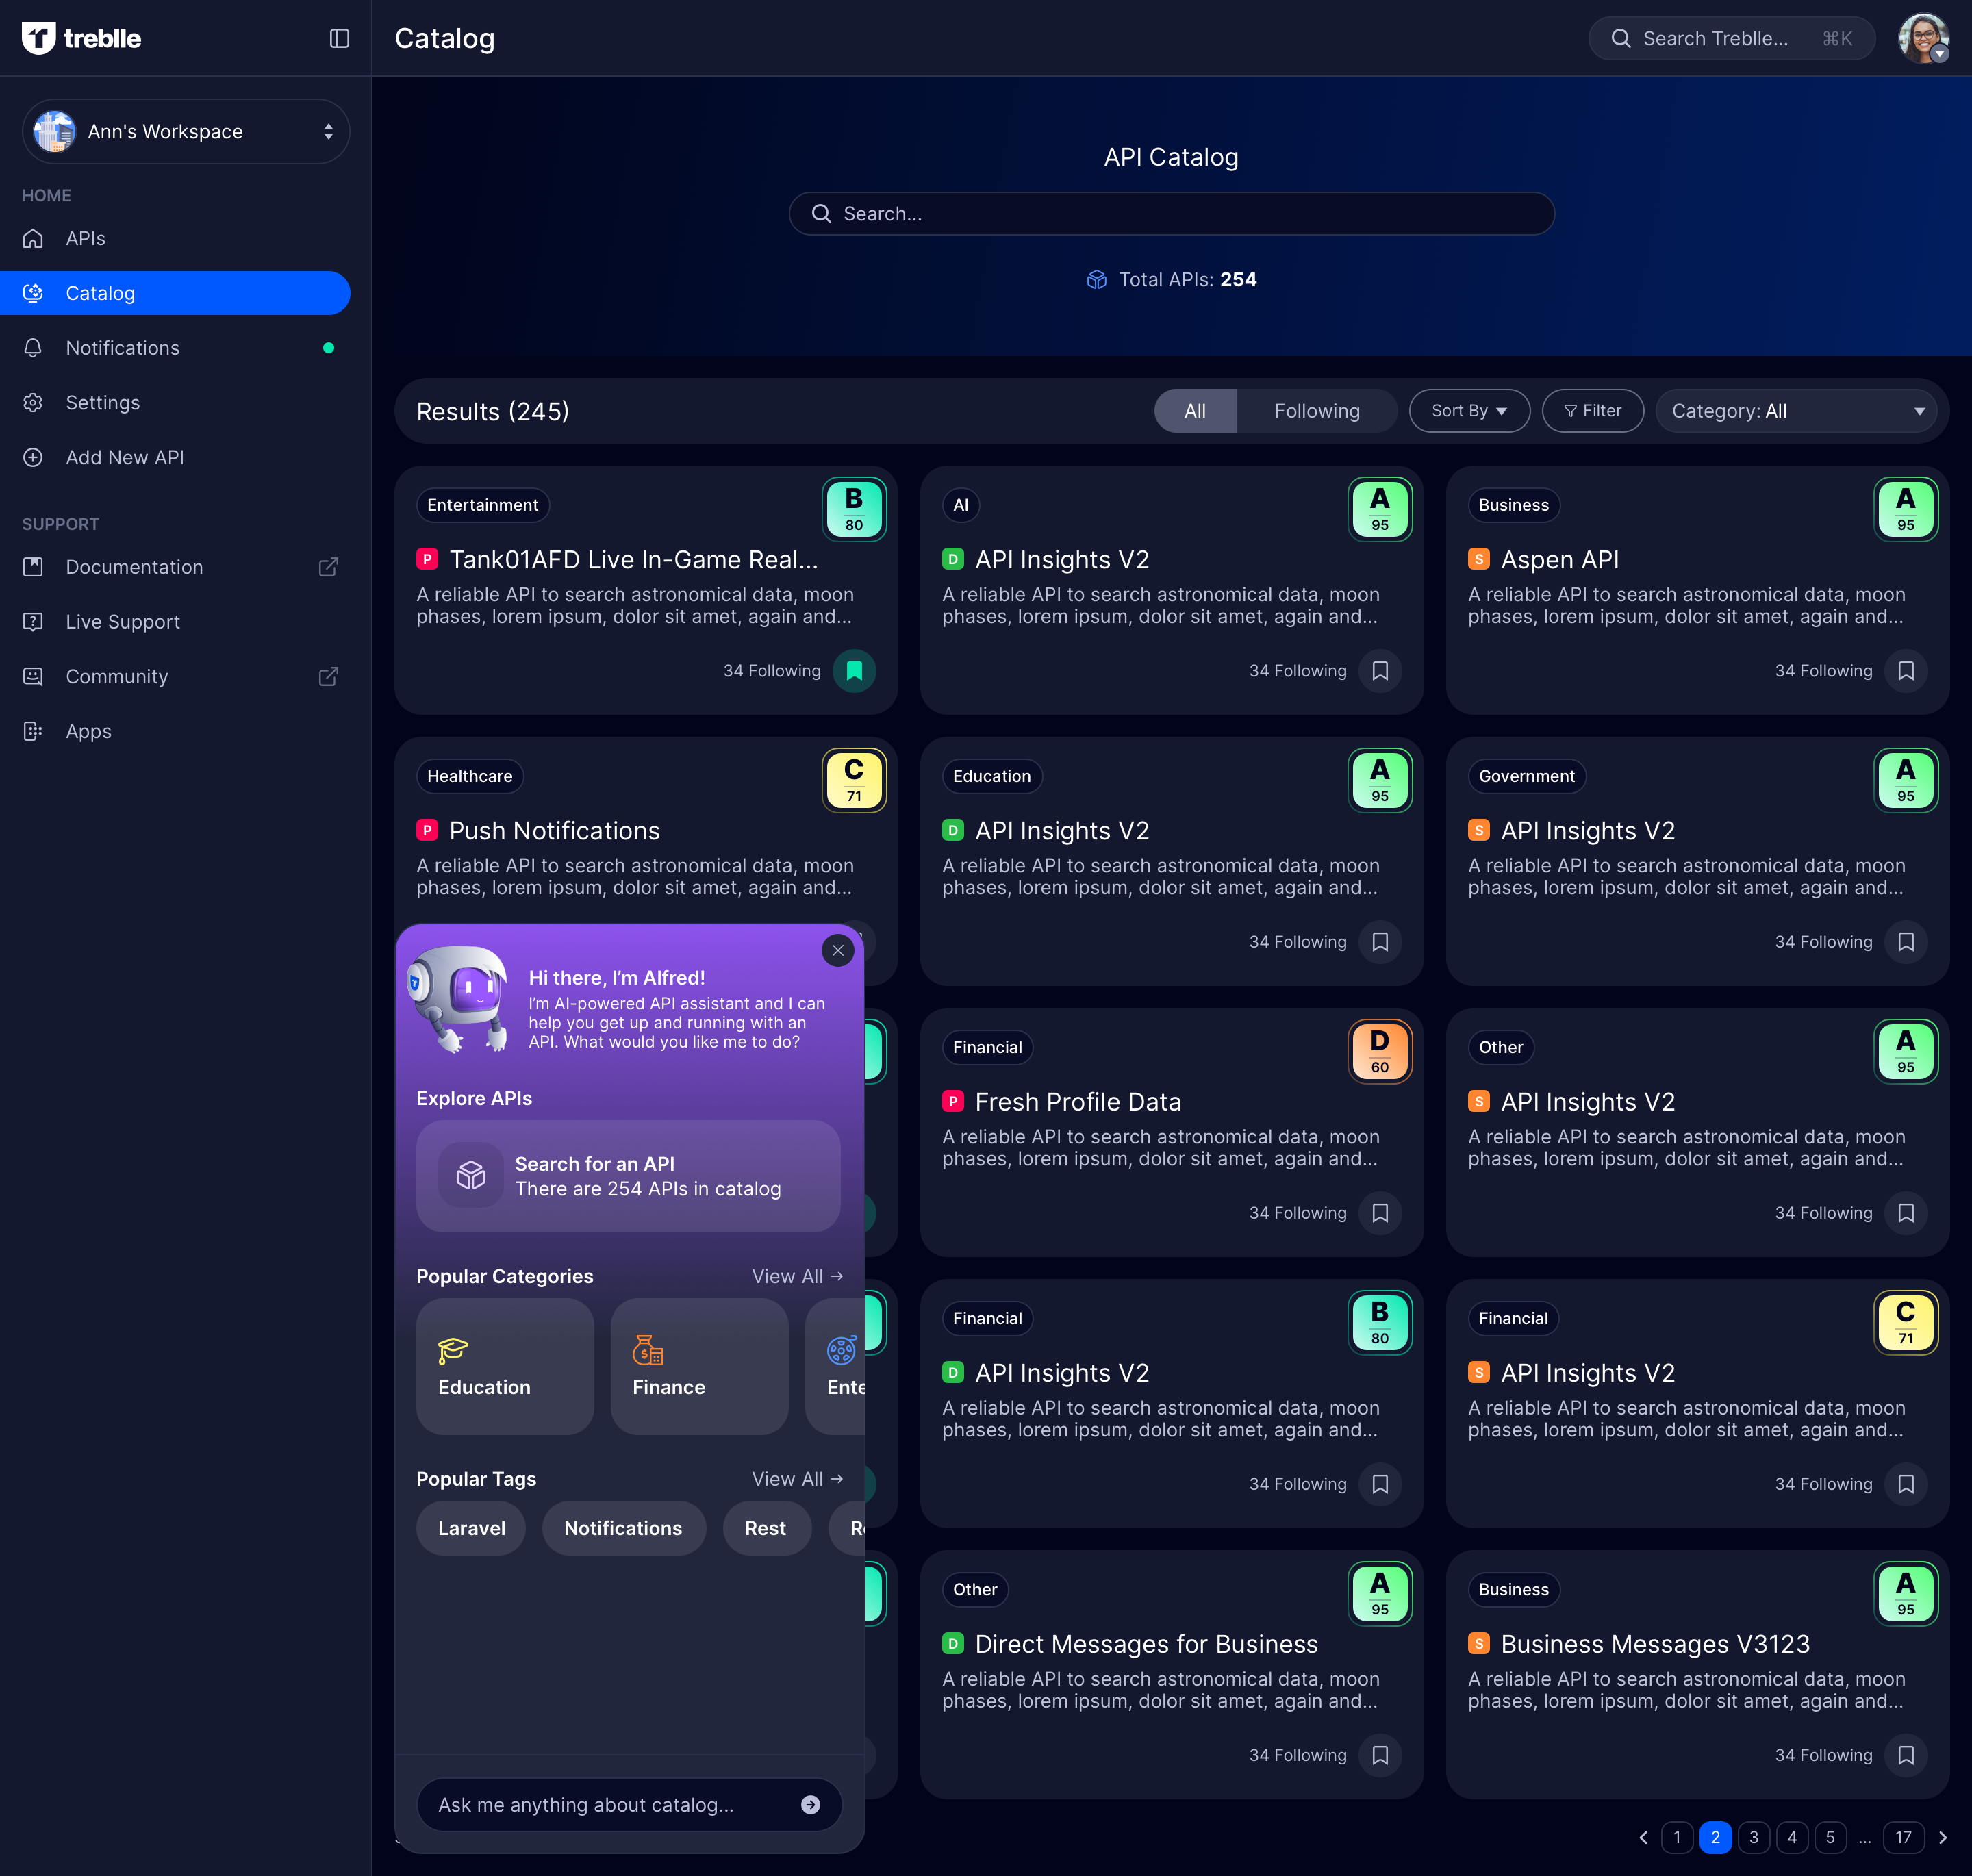 treblle
Catalog
Search Treblle...
⌘K
Ann's Workspace
HOME
APIs
Catalog
Notifications
Settings
Add New API
SUPPORT
Documentation
Live Support
Community
Apps
API Catalog
Search...
Total APIs: 254
Results (245)
All
Following
Sort By
Filter
Category: All
Entertainment
B
80
P
Tank01AFD Live In-Game Real...
A reliable API to search astronomical data, moon
phases, lorem ipsum, dolor sit amet, again and...
34 Following
AI
A
95
D
API Insights V2
A reliable API to search astronomical data, moon
phases, lorem ipsum, dolor sit amet, again and...
34 Following
Business
A
95
S
Aspen API
A reliable API to search astronomical data, moon
phases, lorem ipsum, dolor sit amet, again and...
34 Following
Healthcare
C
71
P
Push Notifications
A reliable API to search astronomical data, moon
phases, lorem ipsum, dolor sit amet, again and...
Education
A
95
D
API Insights V2
A reliable API to search astronomical data, moon
phases, lorem ipsum, dolor sit amet, again and...
34 Following
Government
A
95
S
API Insights V2
A reliable API to search astronomical data, moon
phases, lorem ipsum, dolor sit amet, again and...
34 Following
Financial
D
60
P
Fresh Profile Data
A reliable API to search astronomical data, moon
phases, lorem ipsum, dolor sit amet, again and...
34 Following
Other
A
95
S
API Insights V2
A reliable API to search astronomical data, moon
phases, lorem ipsum, dolor sit amet, again and...
34 Following
Financial
B
80
D
API Insights V2
A reliable API to search astronomical data, moon
phases, lorem ipsum, dolor sit amet, again and...
34 Following
Financial
C
71
S
API Insights V2
A reliable API to search astronomical data, moon
phases, lorem ipsum, dolor sit amet, again and...
34 Following
Other
A
95
D
Direct Messages for Business
A reliable API to search astronomical data, moon
phases, lorem ipsum, dolor sit amet, again and...
34 Following
Business
A
95
S
Business Messages V3123
A reliable API to search astronomical data, moon
phases, lorem ipsum, dolor sit amet, again and...
34 Following
Hi there, I’m Alfred!
I’m AI-powered API assistant and I can
help you get up and running with an
API. What would you like me to do?
Explore APIs
Search for an API
There are 254 APIs in catalog
Popular Categories
View All →
Education
Finance
Ente
Popular Tags
View All →
Laravel
Notifications
Rest
Ask me anything about catalog...
1 2 3 4 5 ... 17